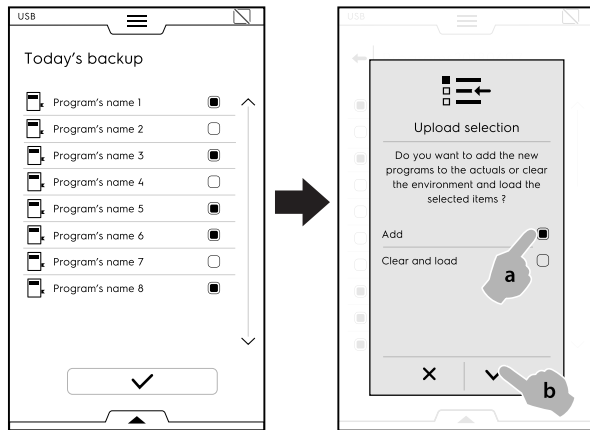 USB
Today's backup
Program's name 1
Program's name 2
Program's name 3
Program's name 4
Program's name 5
Program's name 6
Program's name 7
Program's name 8
USB
Upload selection
Do you want to add the new
programs to the actuals or clear
the environment and load the
selected items ?
Add
Clear and load
a
b